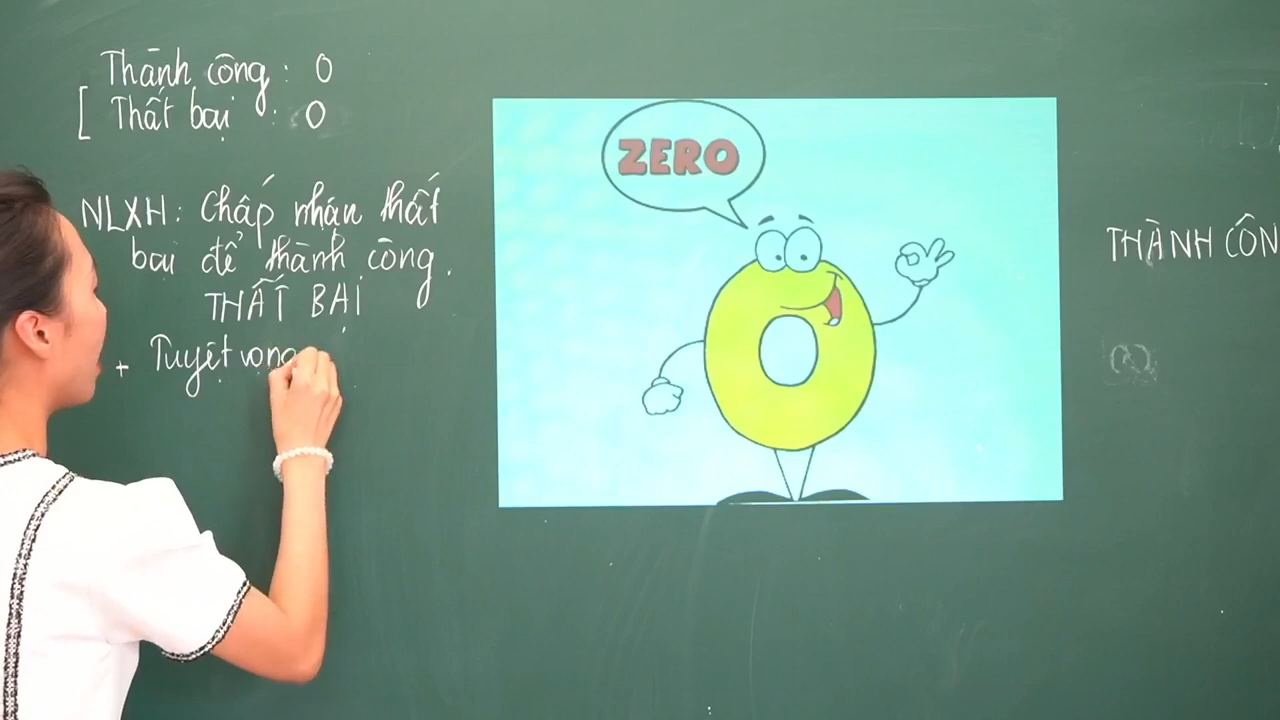 Thành công : 0
[ Thất bại : 0
NLXH : Chấp nhận thất
bại để thành công.
THẤT BẠI
+ Tuyệt vọng
ZERO
THÀNH CÔN